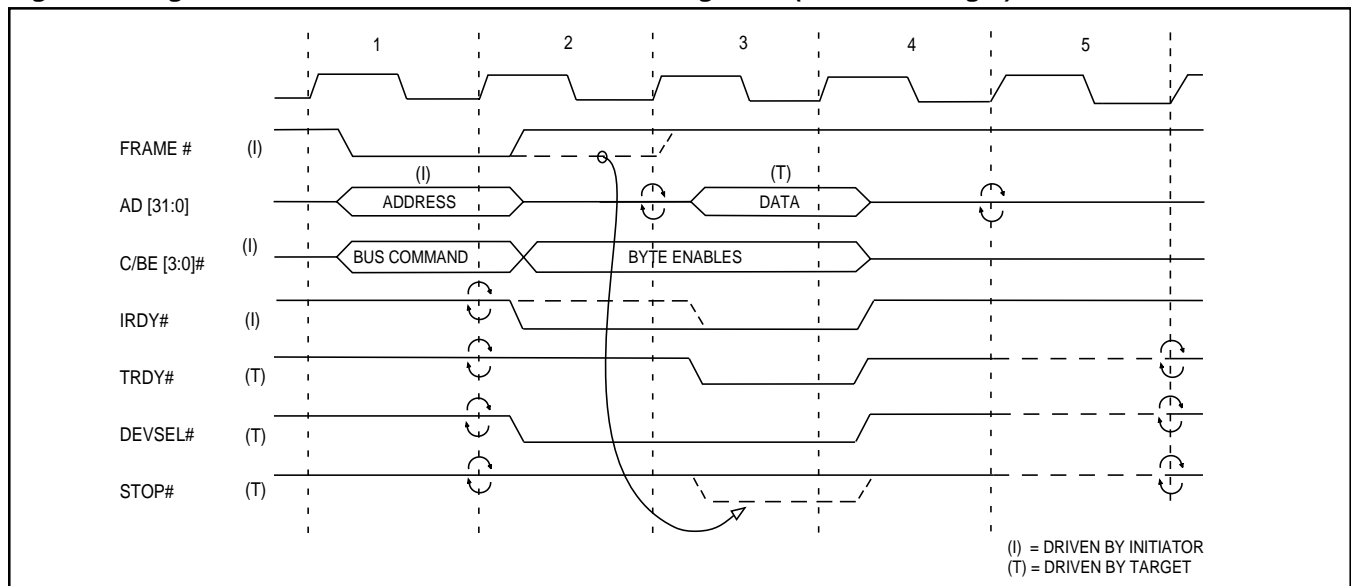 1 2 3 4 5
FRAME # (I)
(I) (T)
AD [31:0] ADDRESS DATA
C/BE [3:0]# (I) BUS COMMAND BYTE ENABLES
IRDY# (I)
TRDY# (T)
DEVSEL# (T)
STOP# (T)
(I) = DRIVEN BY INITIATOR
(T) = DRIVEN BY TARGET